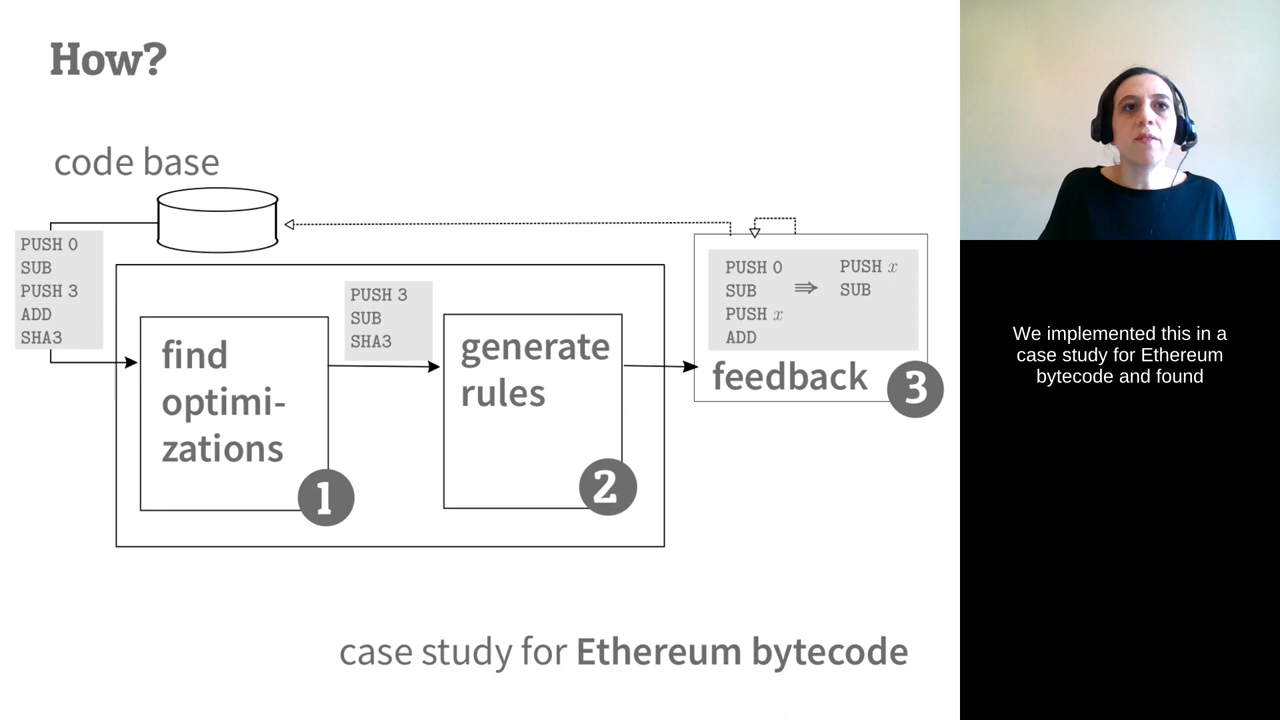 How?
code base
PUSH 0
SUB
PUSH 3
ADD
SHA3
find
optimi-
zations
1
PUSH 3
SUB
SHA3
generate
rules
2
PUSH 0
SUB
PUSH x
ADD
⇛
PUSH x
SUB
feedback
3
case study for Ethereum bytecode
We implemented this in a
case study for Ethereum
bytecode and found